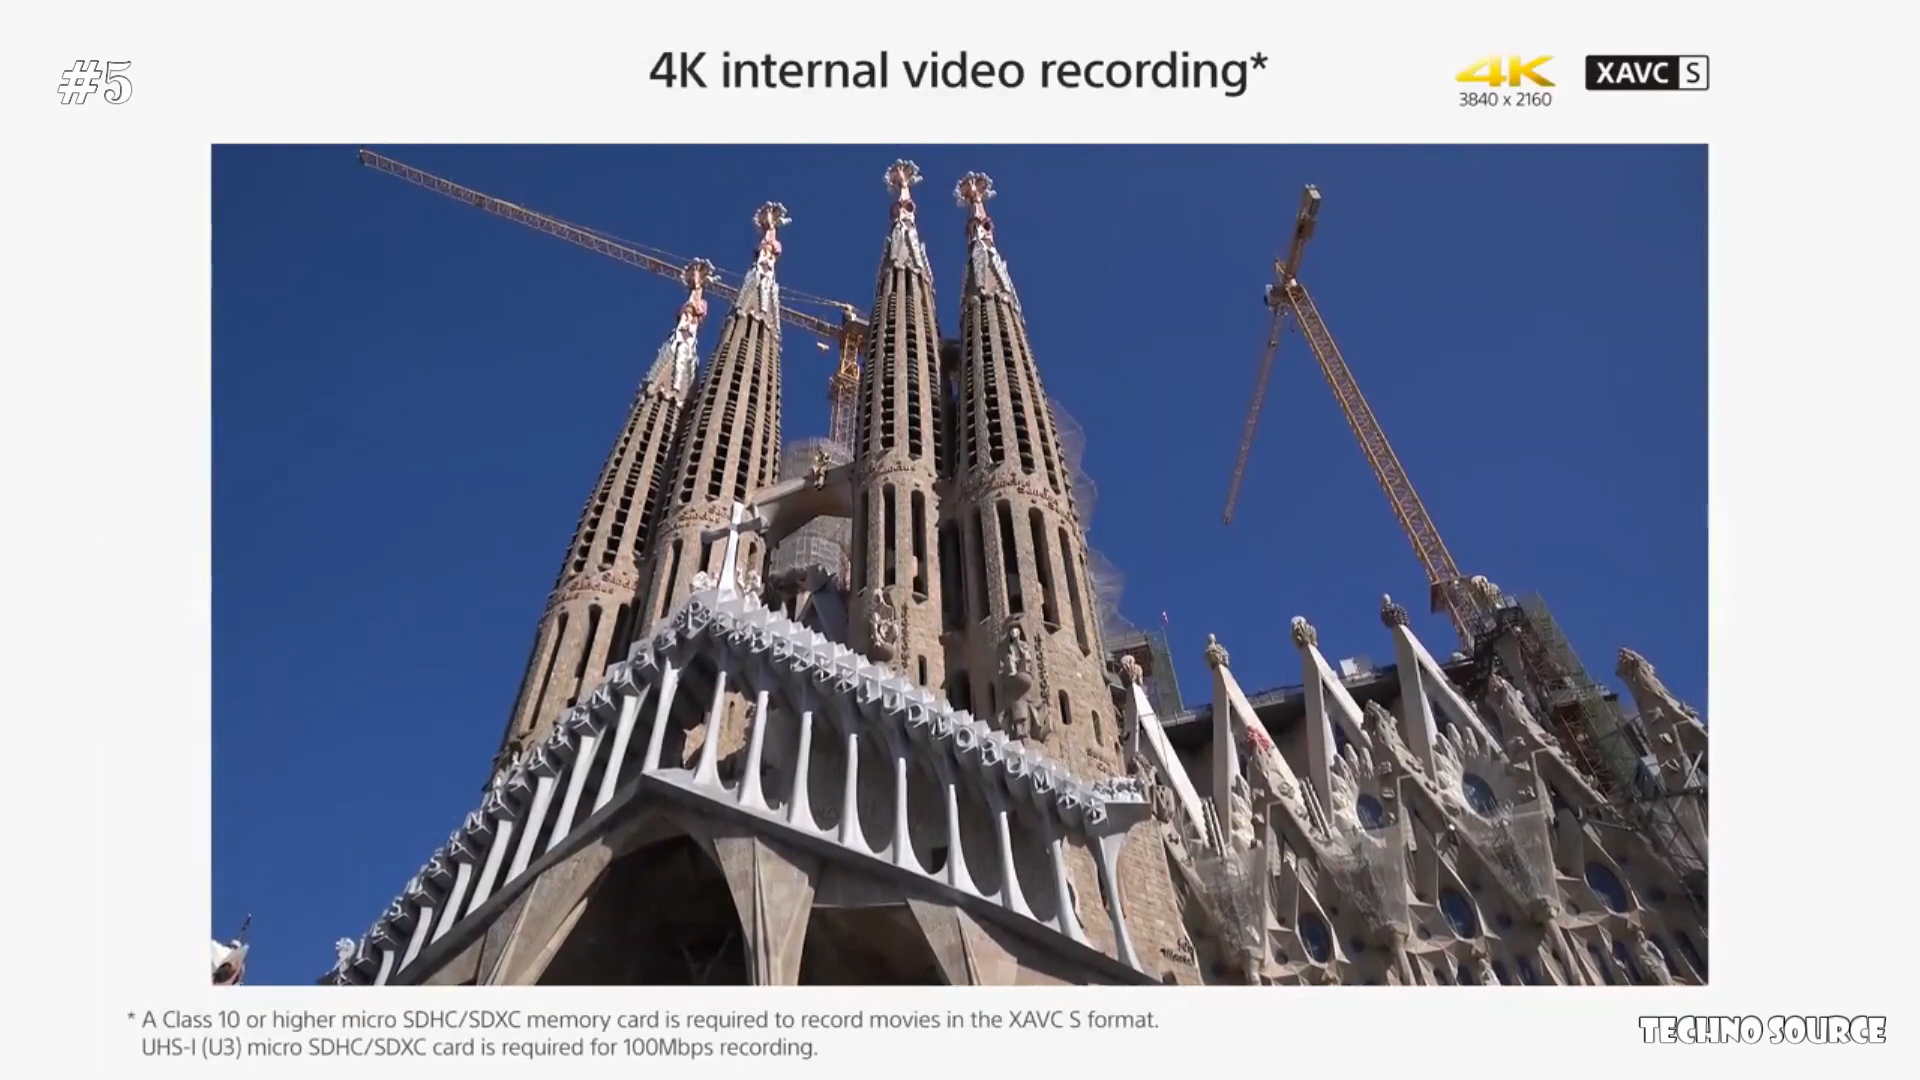 #5
4K internal video recording*
4K
3840 x 2160
XAVC S
* A Class 10 or higher micro SDHC/SDXC memory card is required to record movies in the XAVC S format.
UHS-I (U3) micro SDHC/SDXC card is required for 100Mbps recording.
TECHNO SOURCE